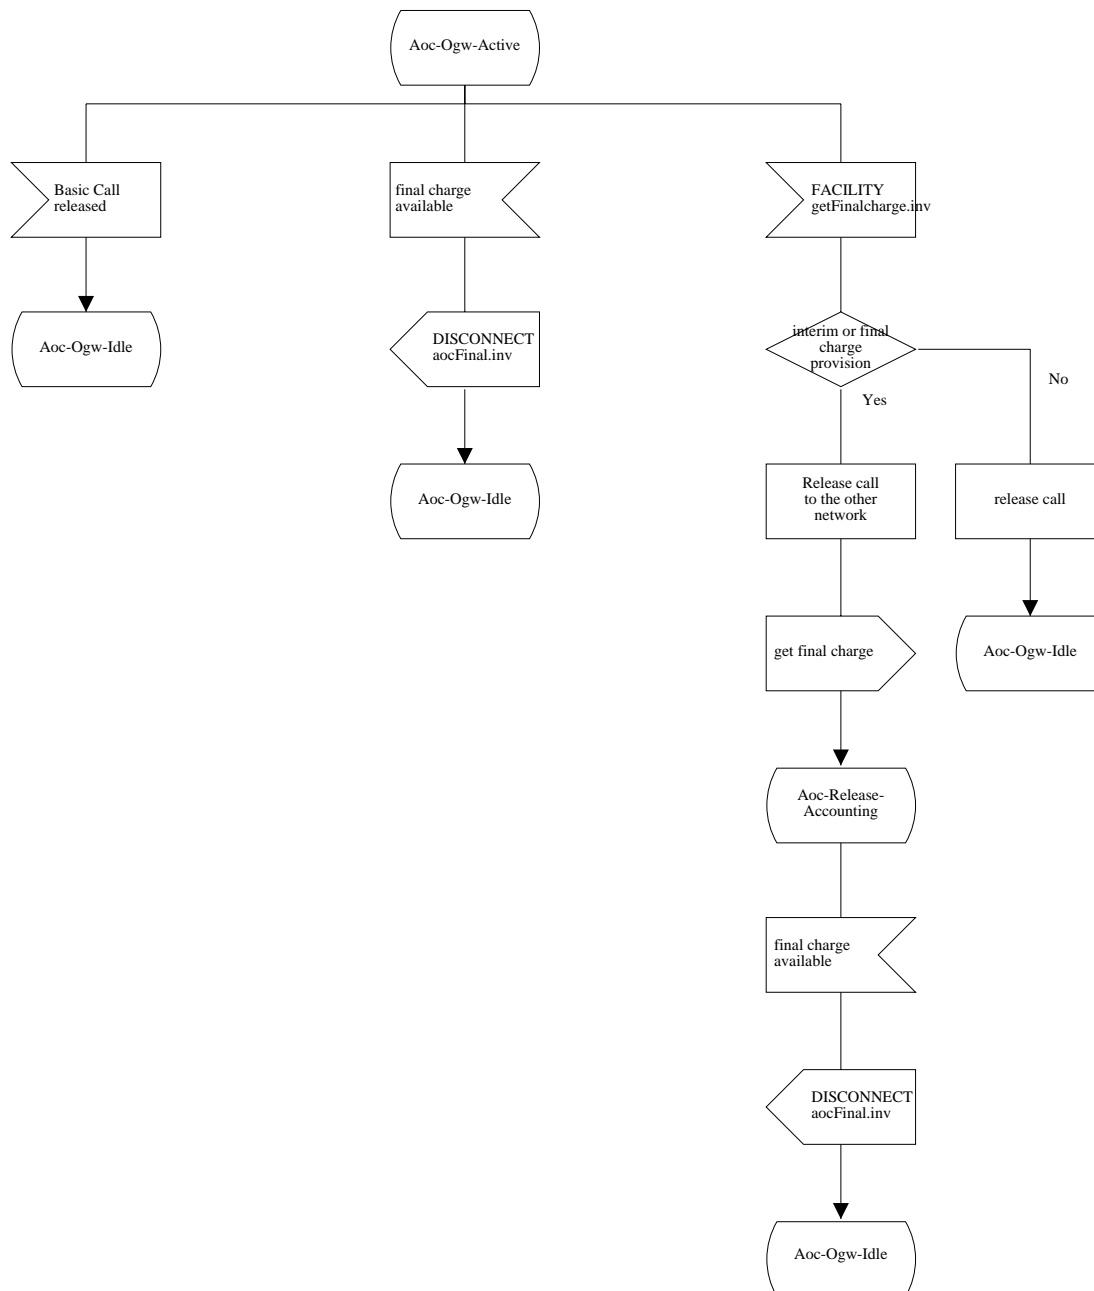 Aoc-Ogw-Active
Basic Call
released
final charge
available
FACILITY
getFinalcharge.inv
Aoc-Ogw-Idle
DISCONNECT
aocFinal.inv
interim or final
charge
provision
No
Yes
Aoc-Ogw-Idle
Release call
to the other
network
release call
get final charge
Aoc-Ogw-Idle
Aoc-Release-
Accounting
final charge
available
DISCONNECT
aocFinal.inv
Aoc-Ogw-Idle